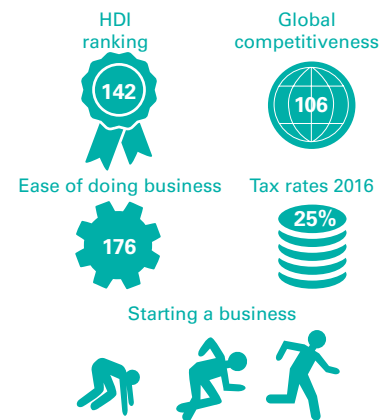 HDI
ranking
142
Global
competitiveness
106
Ease of doing business
176
Tax rates 2016
25%
Starting a business